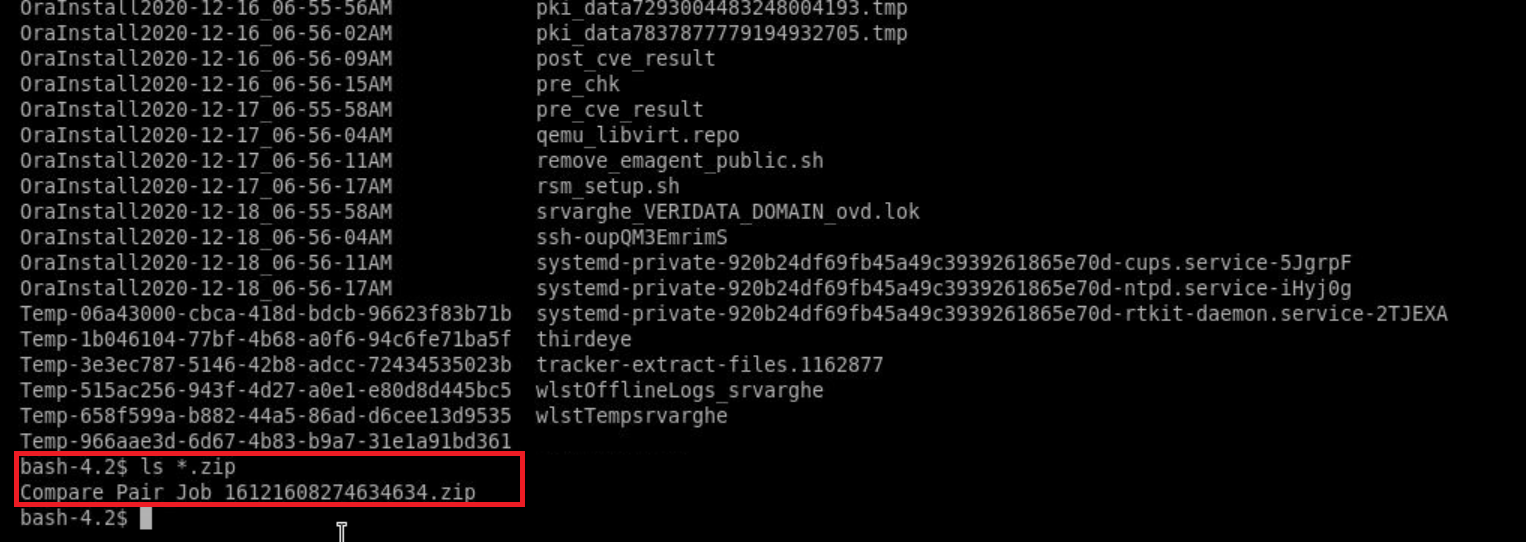 OraInstall2020-12-16_06-55-56AM pki_data7293004483248004193.tmp
OraInstall2020-12-16_06-56-02AM pki_data7837877779194932705.tmp
OraInstall2020-12-16_06-56-09AM post_cve_result
OraInstall2020-12-16_06-56-15AM pre_chk
OraInstall2020-12-17_06-55-58AM pre_cve_result
OraInstall2020-12-17_06-56-04AM qemu_libvirt.repo
OraInstall2020-12-17_06-56-11AM remove_emagent_public.sh
OraInstall2020-12-17_06-56-17AM rsm_setup.sh
OraInstall2020-12-18_06-55-58AM srvarghe_VERIDATA_DOMAIN_ovd.lok
OraInstall2020-12-18_06-56-04AM ssh-oupQM3EmrimS
OraInstall2020-12-18_06-56-11AM systemd-private-920b24df69fb45a49c3939261865e70d-cups.service-5JgrpF
OraInstall2020-12-18_06-56-17AM systemd-private-920b24df69fb45a49c3939261865e70d-ntpd.service-iHyj0g
Temp-06a43000-cbca-418d-bdcb-96623f83b71b systemd-private-920b24df69fb45a49c3939261865e70d-rtkit-daemon.service-2TJEXA
Temp-1b046104-77bf-4b68-a0f6-94c6fe71ba5f thirdeye
Temp-3e3ec787-5146-42b8-adcc-72434535023b tracker-extract-files.1162877
Temp-515ac256-943f-4d27-a0e1-e80d8d445bc5 wlstOfflineLogs_srvarghe
Temp-658f599a-b882-44a5-86ad-d6cee13d9535 wlstTempsrvarghe
Temp-966aae3d-6d67-4b83-b9a7-31e1a91bd361
bash-4.2$ ls *.zip
Compare Pair Job 16121608274634634.zip
bash-4.2$